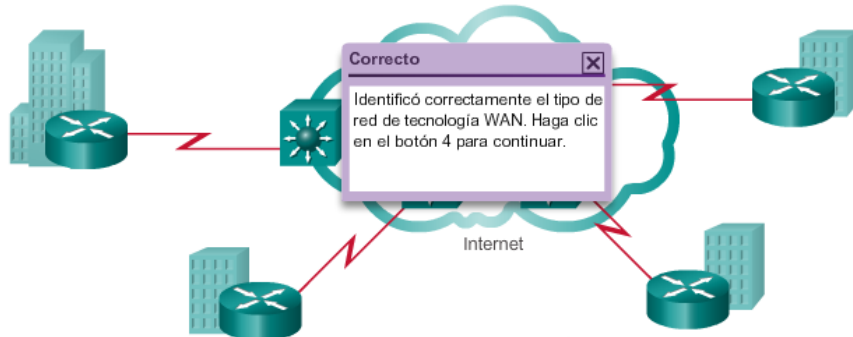 Correcto
Identificó correctamente el tipo de
red de tecnología WAN. Haga clic
en el botón 4 para continuar.
Internet